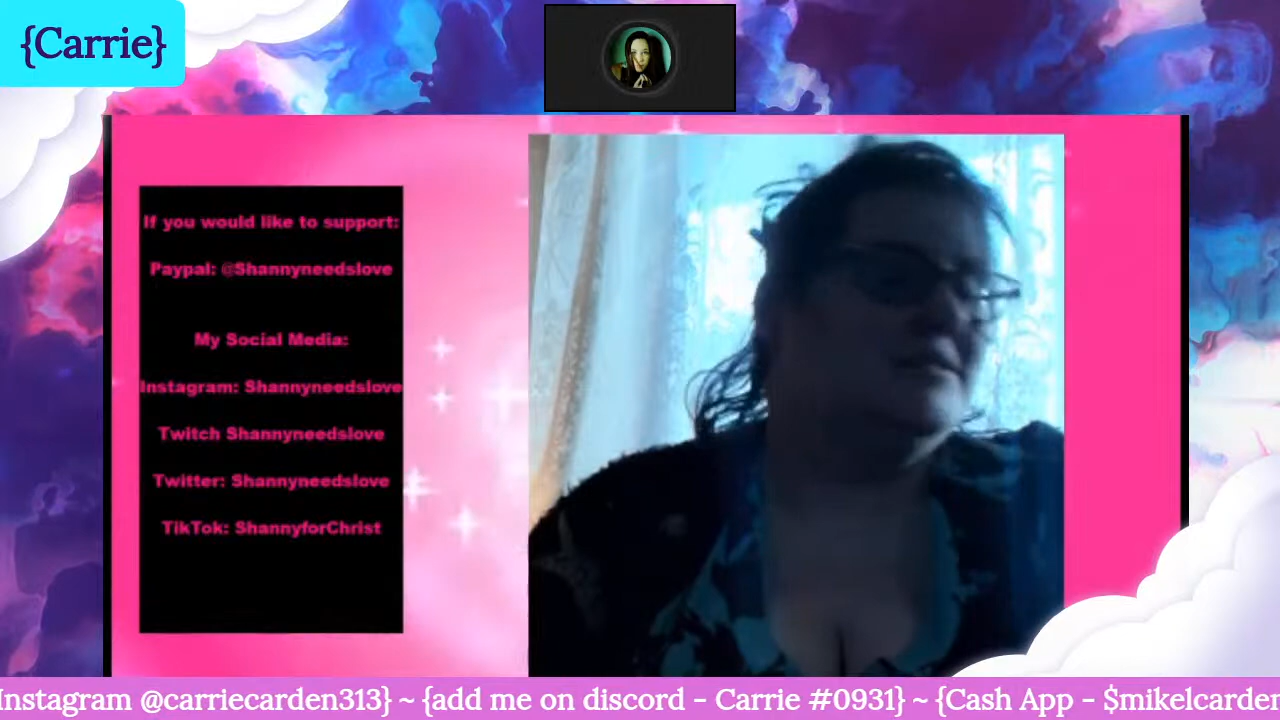 {Carrie}
If you would like to support:
Paypal: @Shannyneedslove
My Social Media:
Instagram: Shannyneedslove
Twitch Shannyneedslove
Twitter: Shannyneedslove
TikTok: ShannyforChrist
Instagram @carriecarden313} ~ {add me on discord - Carrie #0931} ~ {Cash App - $mikelcarden